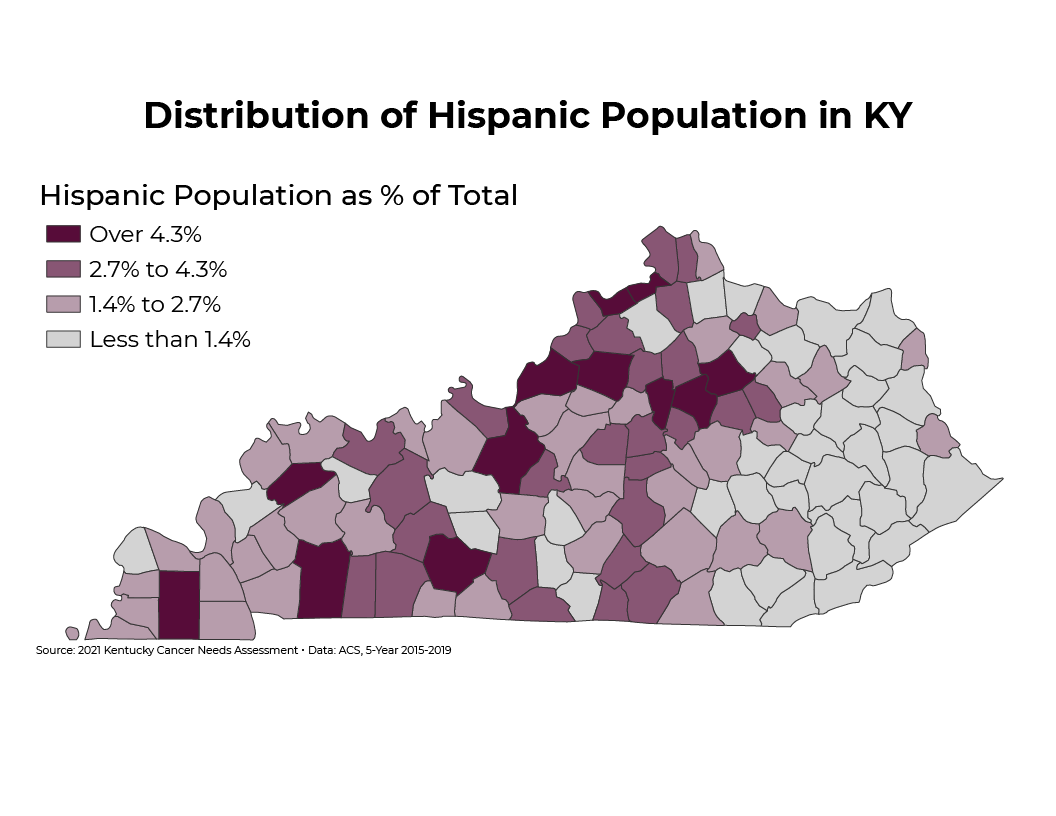 Distribution of Hispanic Population in KY
Hispanic Population as % of Total
Over 4.3%
2.7% to 4.3%
1.4% to 2.7%
Less than 1.4%
Source: 2021 Kentucky Cancer Needs Assessment • Data: ACS, 5-Year 2015-2019